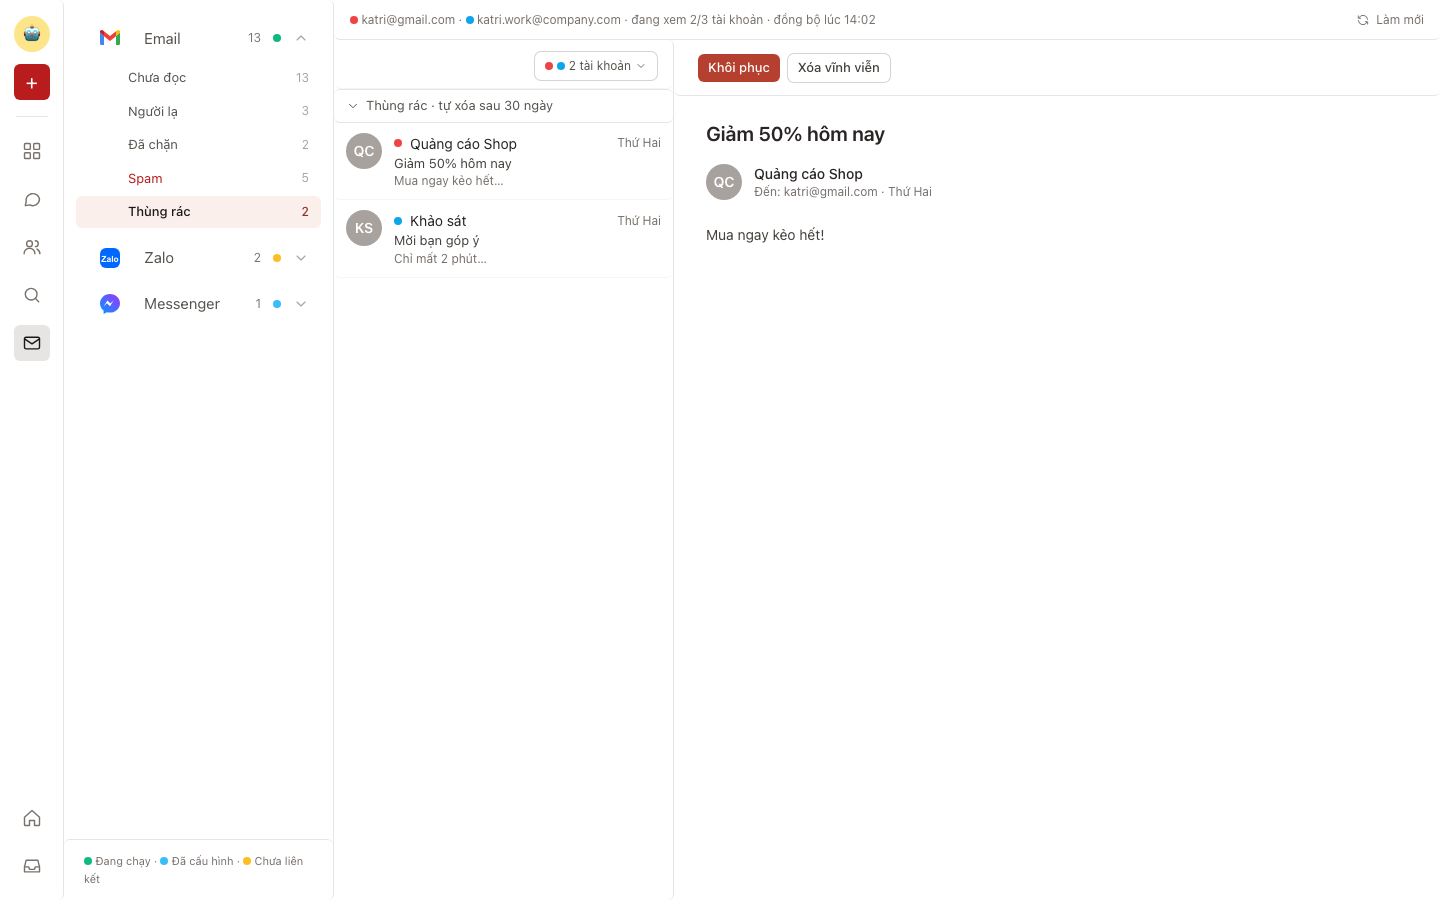 katri@gmail.com · katri.work@company.com · đang xem 2/3 tài khoản · đồng bộ lúc 14:02
Làm mới
+
Email 13
Chưa đọc 13
Người lạ 3
Đã chặn 2
Spam 5
Thùng rác 2
Zalo Zalo 2
Messenger 1
Đang chạy · Đã cấu hình · Chưa liên
kết
2 tài khoản
Thùng rác · tự xóa sau 30 ngày
QC Quảng cáo Shop Thứ Hai
Giảm 50% hôm nay
Mua ngay kẻo hết...
KS Khảo sát Thứ Hai
Mời bạn góp ý
Chỉ mất 2 phút...
Khôi phục Xóa vĩnh viễn
Giảm 50% hôm nay
QC Quảng cáo Shop
Đến: katri@gmail.com · Thứ Hai
Mua ngay kẻo hết!